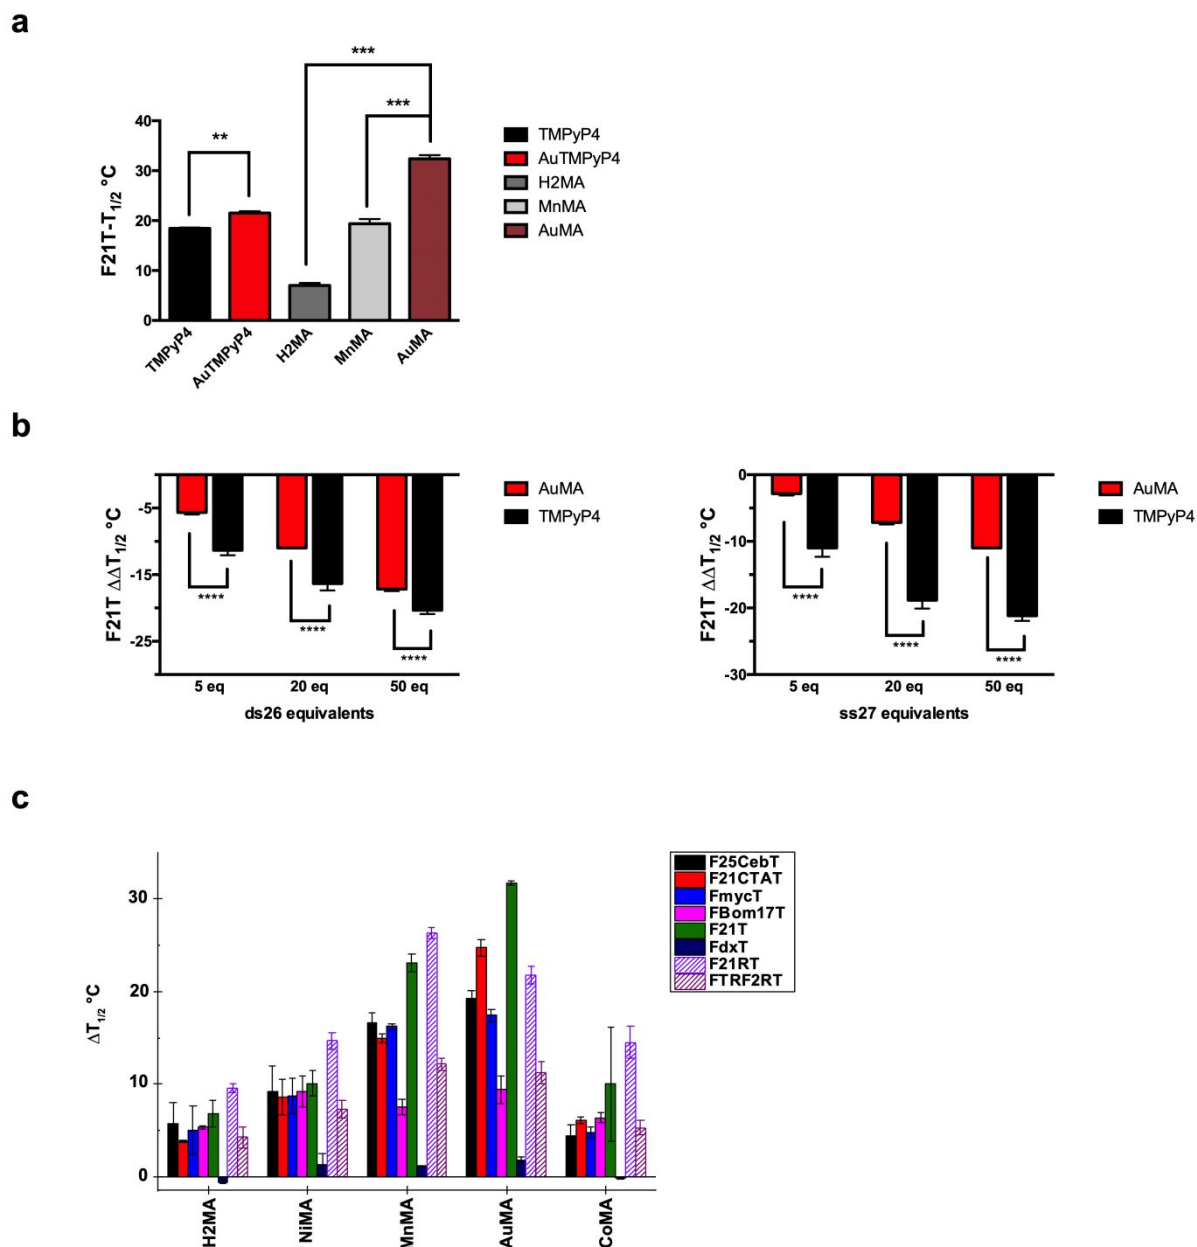 a
***
***
**
40
30
20
10
0
F21T-T1/2 °C
TMPyP4
AuTMPyP4
H2MA
MnMA
AuMA
TMPyP4
AuTMPyP4
H2MA
MnMA
AuMA
b
-5
-15
-25
F21T ΔΔT1/2 °C
****
****
****
5 eq
20 eq
50 eq
ds26 equivalents
AuMA
TMPyP4
0
-10
-20
-30
F21T ΔΔT1/2 °C
****
****
****
5 eq
20 eq
50 eq
ss27 equivalents
AuMA
TMPyP4
c
30
20
10
0
ΔT1/2 °C
H2MA
NiMA
MnMA
AuMA
CoMA
F25CebT
F21CTAT
FmycT
FBom17T
F21T
FdxT
F21RT
FTRF2RT